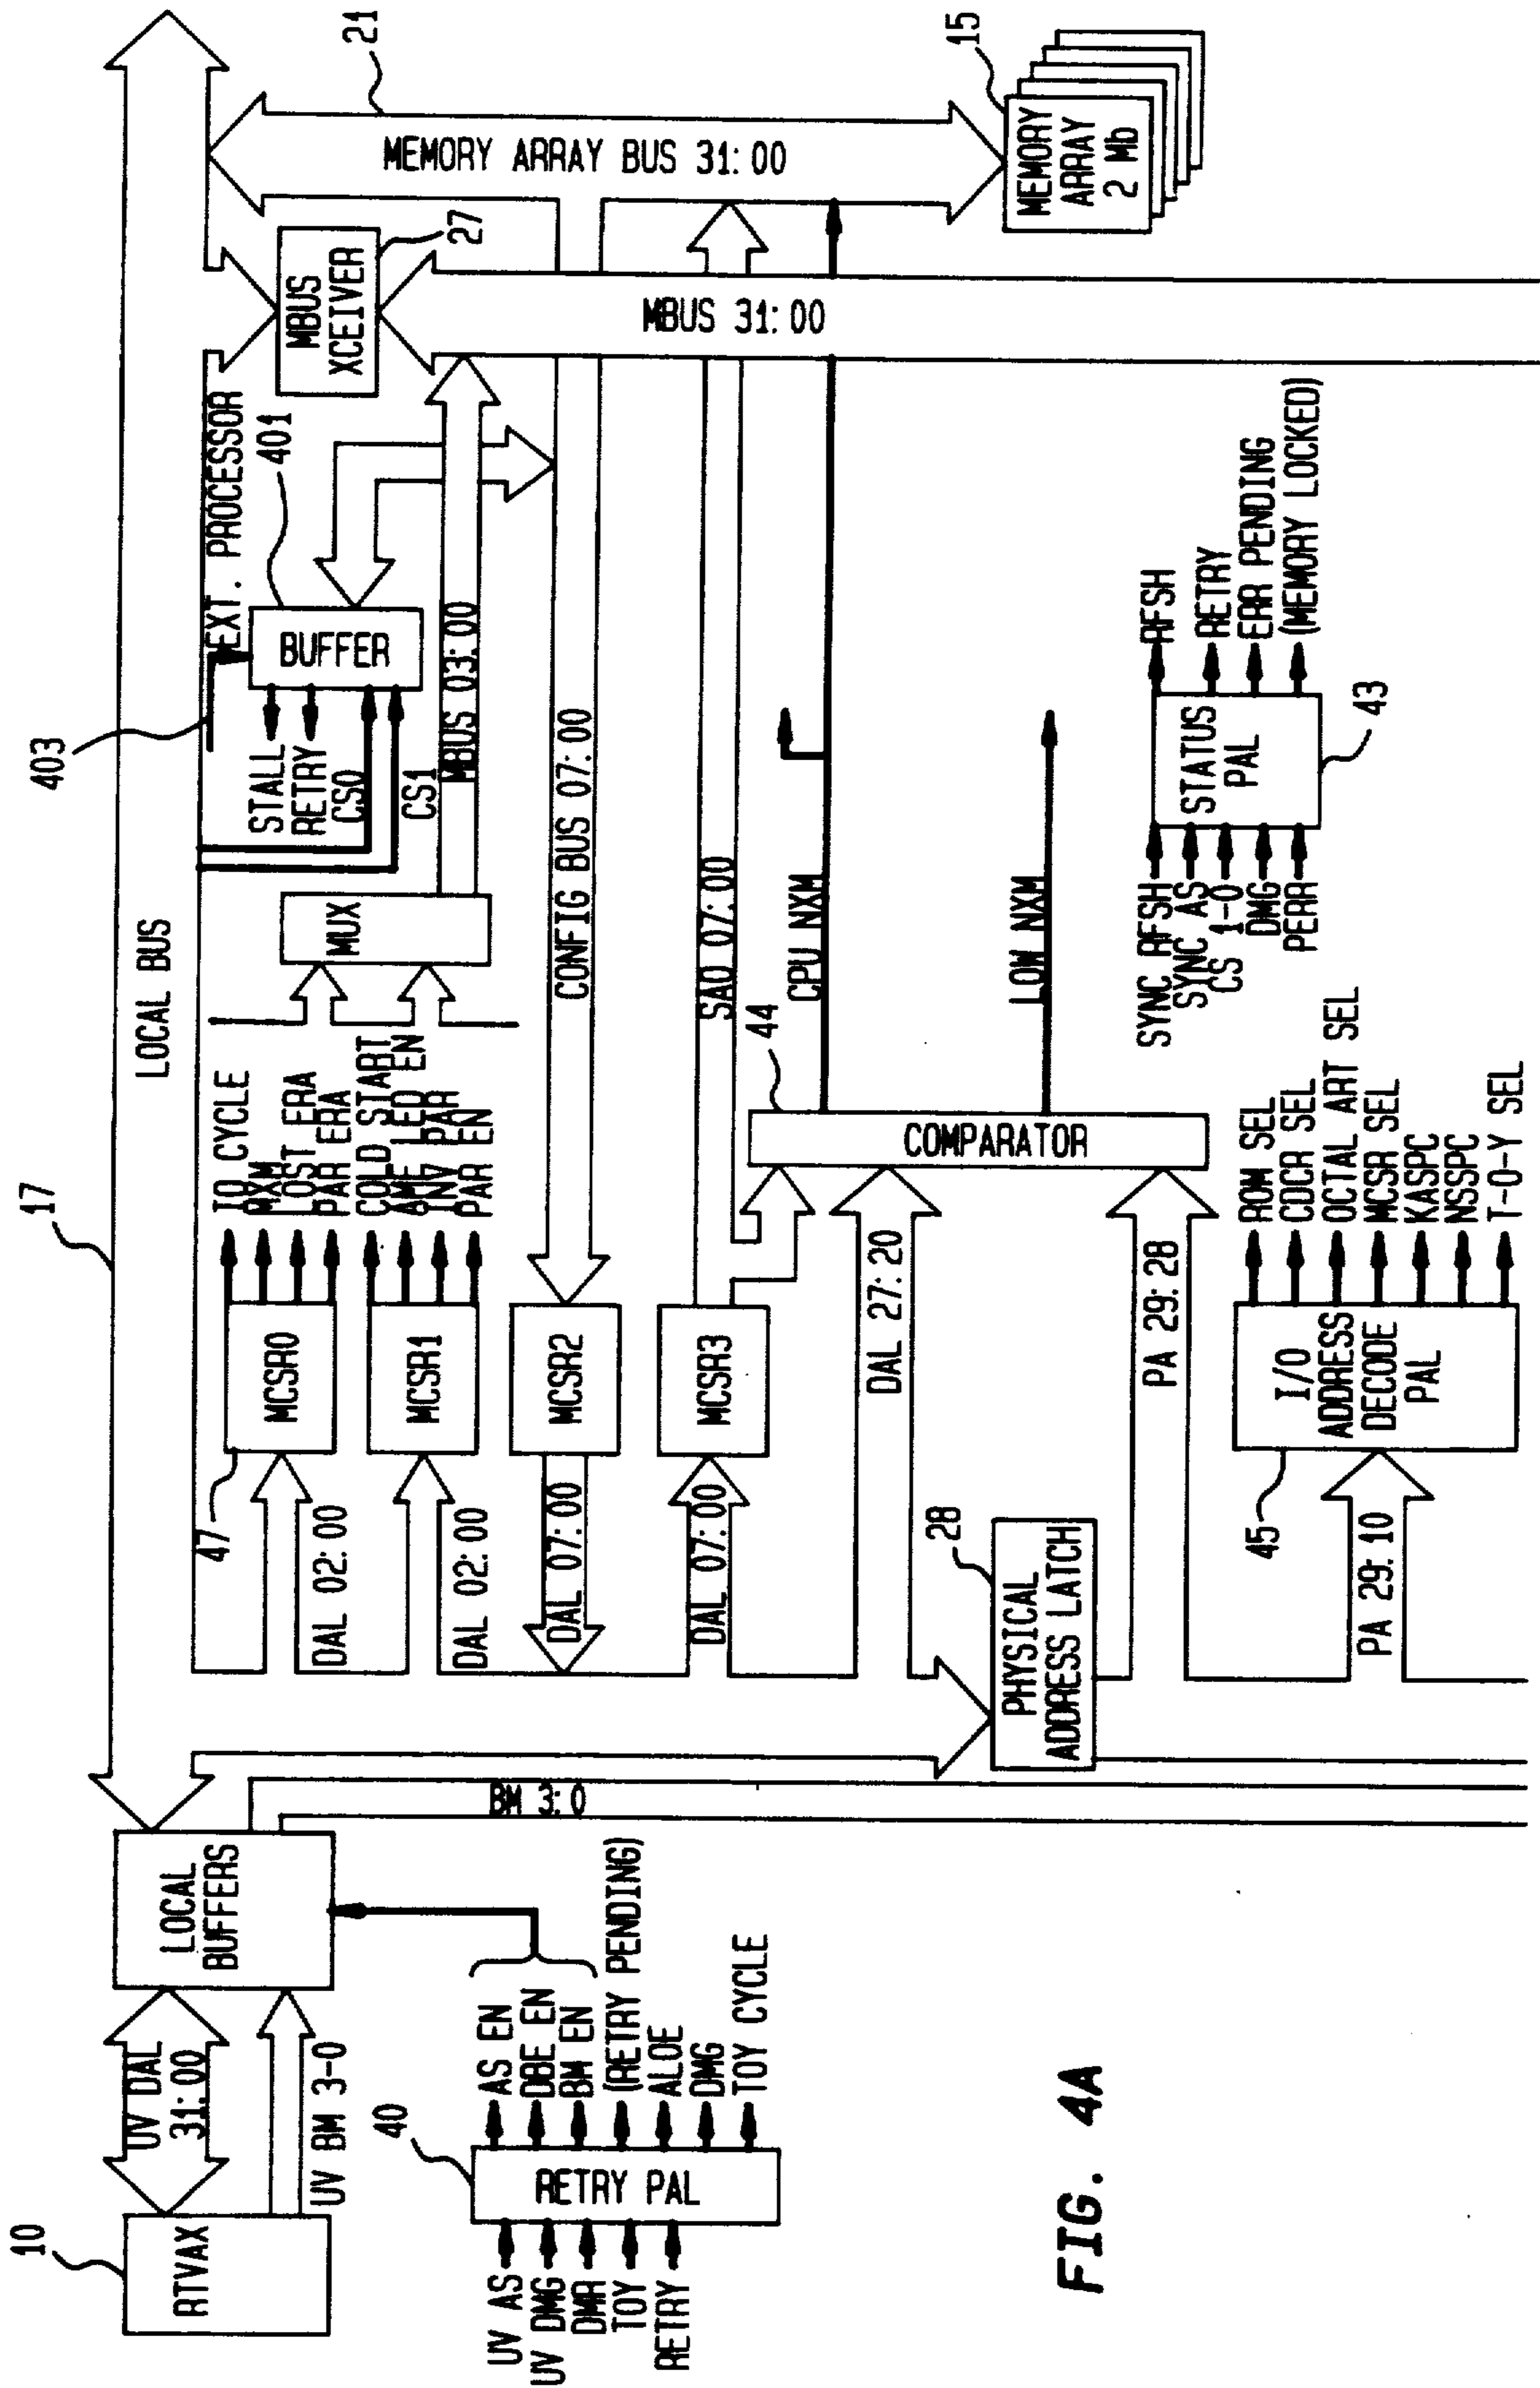 10
RTVAX
UV DAL
31:00
UV BM 3-0
LOCAL
BUFFERS
17
LOCAL BUS
BM 3:0
UV AS
UV DMG
DMR
TOY
RETRY
40
RETRY PAL
AS EN
DBE EN
BM EN
(RETRY PENDING)
ALOE
DMG
TOY CYCLE
47
DAL 02:00
MCSR0
IO CYCLE
MXM
LOST ERA
PAR ERA
DAL 02:00
MCSR1
COLD START
LED EN
INV PAR
PAR EN
MUX
MBUS 03:00
403
EXT. PROCESSOR
401
BUFFER
STALL
RETRY
CS0
CS1
MBUS
XCEIVER
27
21
MEMORY ARRAY BUS 31:00
MBUS 31:00
15
MEMORY
ARRAY
2 Mb
DAL 07:00
MCSR2
CONFIG BUS 07:00
DAL 07:00
MCSR3
SAO 07:00
44
COMPARATOR
CPU NXM
LOW NXM
DAL 27:20
28
PHYSICAL
ADDRESS LATCH
PA 29:28
45
PA 29:10
I/O
ADDRESS
DECODE
PAL
ROM SEL
CDCR SEL
OCTAL ART SEL
MCSR SEL
KASPC
NSSPC
T-O-Y SEL
SYNC RFSH
SYNC AS
CS 1-0
DMG
PERR
STATUS
PAL
43
RFSH
RETRY
ERR PENDING
(MEMORY LOCKED)
FIG. 4A